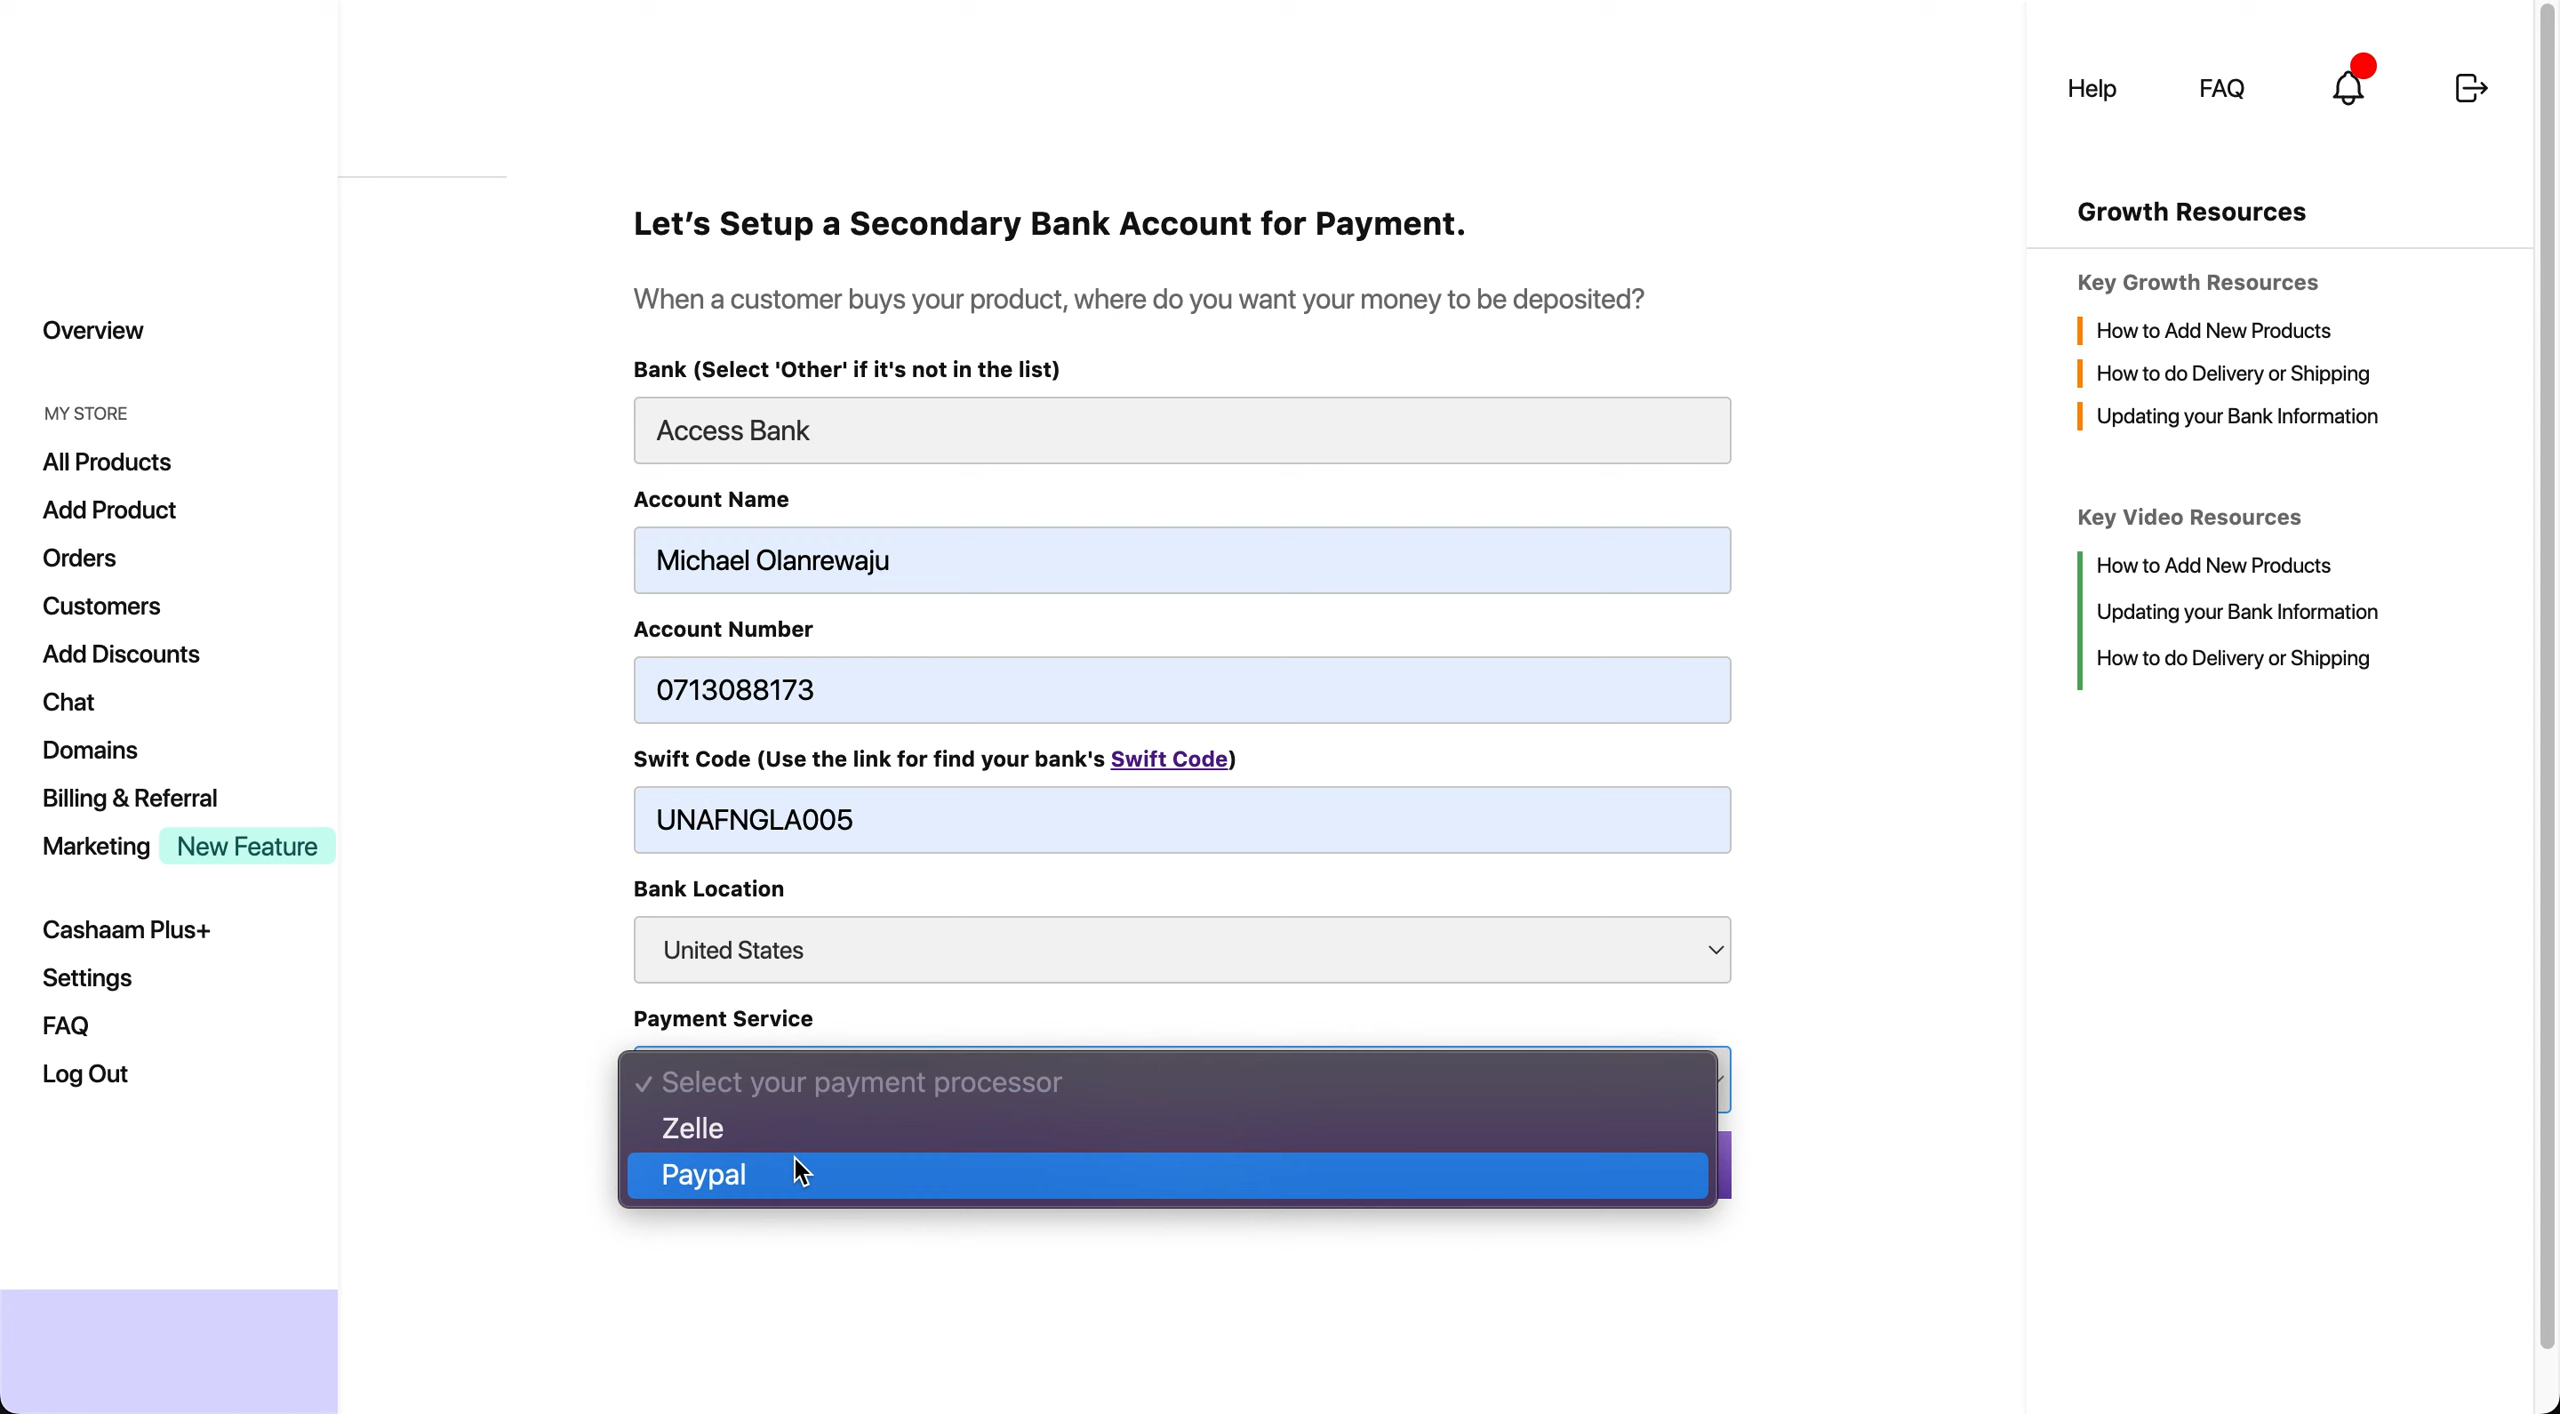 Help
FAQ
Overview
MY STORE
All Products
Add Product
Orders
Customers
Add Discounts
Chat
Domains
Billing & Referral
Marketing New Feature
Cashaam Plus+
Settings
FAQ
Log Out
Let's Setup a Secondary Bank Account for Payment.
When a customer buys your product, where do you want your money to be deposited?
Bank (Select 'Other' if it's not in the list)
Access Bank
Account Name
Michael Olanrewaju
Account Number
0713088173
Swift Code (Use the link for find your bank's Swift Code)
UNAFNGLA005
Bank Location
United States
Payment Service
✓ Select your payment processor
Zelle
Paypal
Growth Resources
Key Growth Resources
How to Add New Products
How to do Delivery or Shipping
Updating your Bank Information
Key Video Resources
How to Add New Products
Updating your Bank Information
How to do Delivery or Shipping